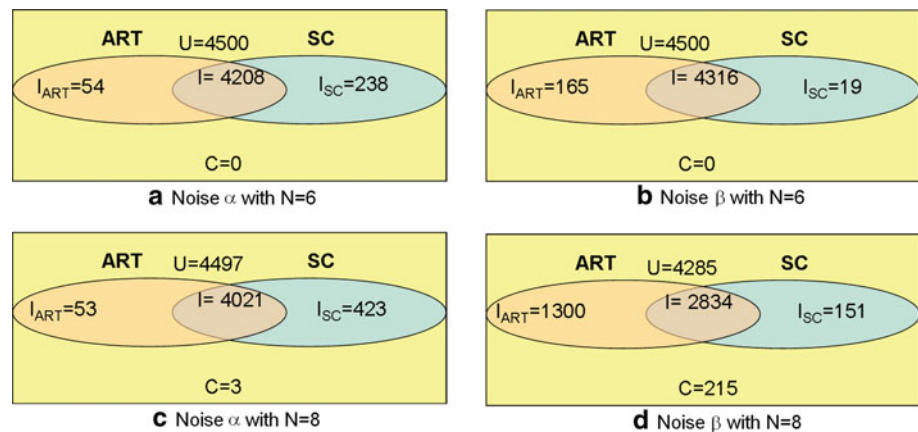 ART U=4500 SC
I_ART=54 I= 4208 I_SC=238
C=0
a Noise α with N=6
ART U=4500 SC
I_ART=165 I= 4316 I_SC=19
C=0
b Noise β with N=6
ART U=4497 SC
I_ART=53 I= 4021 I_SC=423
C=3
c Noise α with N=8
ART U=4285 SC
I_ART=1300 I= 2834 I_SC=151
C=215
d Noise β with N=8